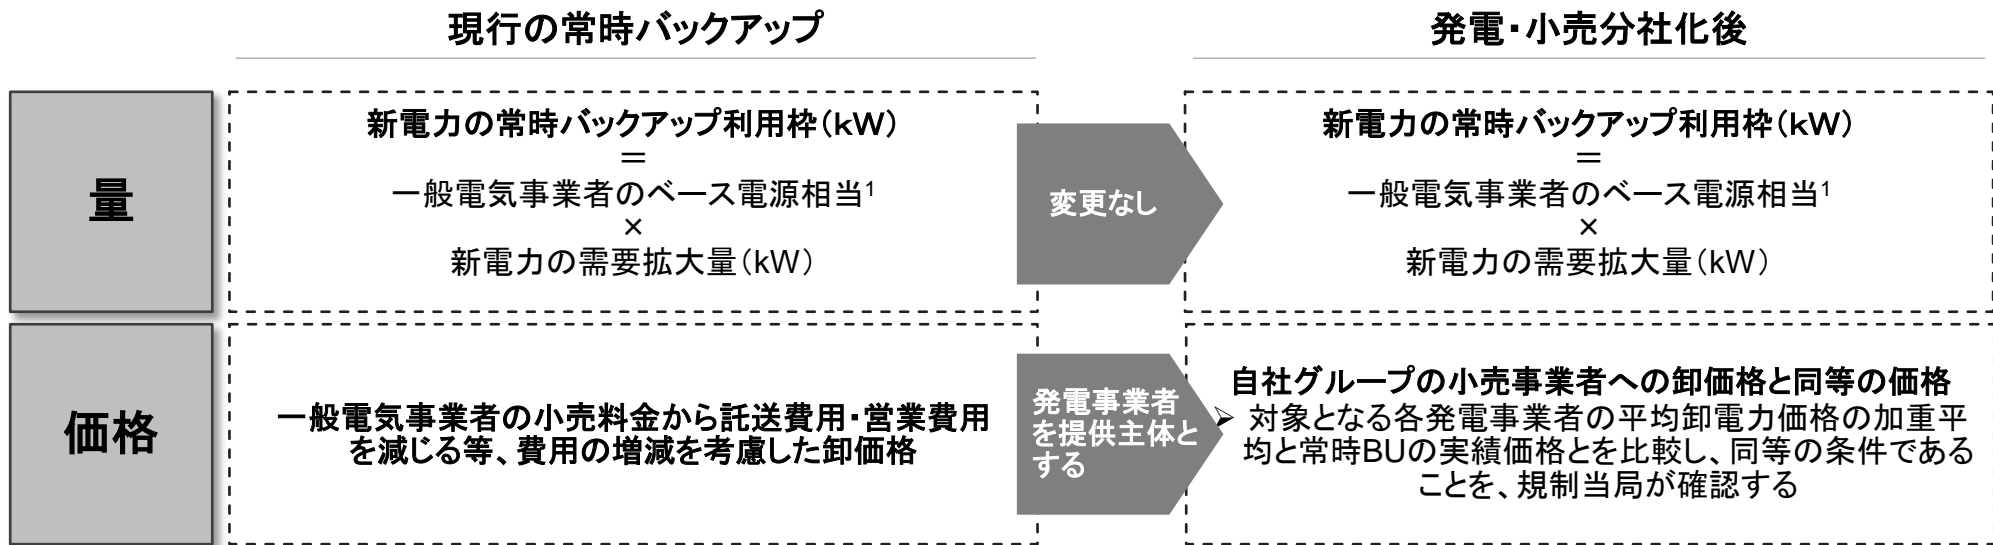 現行の常時バックアップ
発電・小売分社化後
量
新電力の常時バックアップ利用枠(kW)
＝
一般電気事業者のベース電源相当1
×
新電力の需要拡大量(kW)
変更なし
新電力の常時バックアップ利用枠(kW)
＝
一般電気事業者のベース電源相当1
×
新電力の需要拡大量(kW)
価格
一般電気事業者の小売料金から託送費用・営業費用
を減じる等、費用の増減を考慮した卸価格
発電事業者
を提供主体と
する
自社グループの小売事業者への卸価格と同等の価格
➢ 対象となる各発電事業者の平均卸電力価格の加重平
均と常時BUの実績価格とを比較し、同等の条件である
ことを、規制当局が確認する